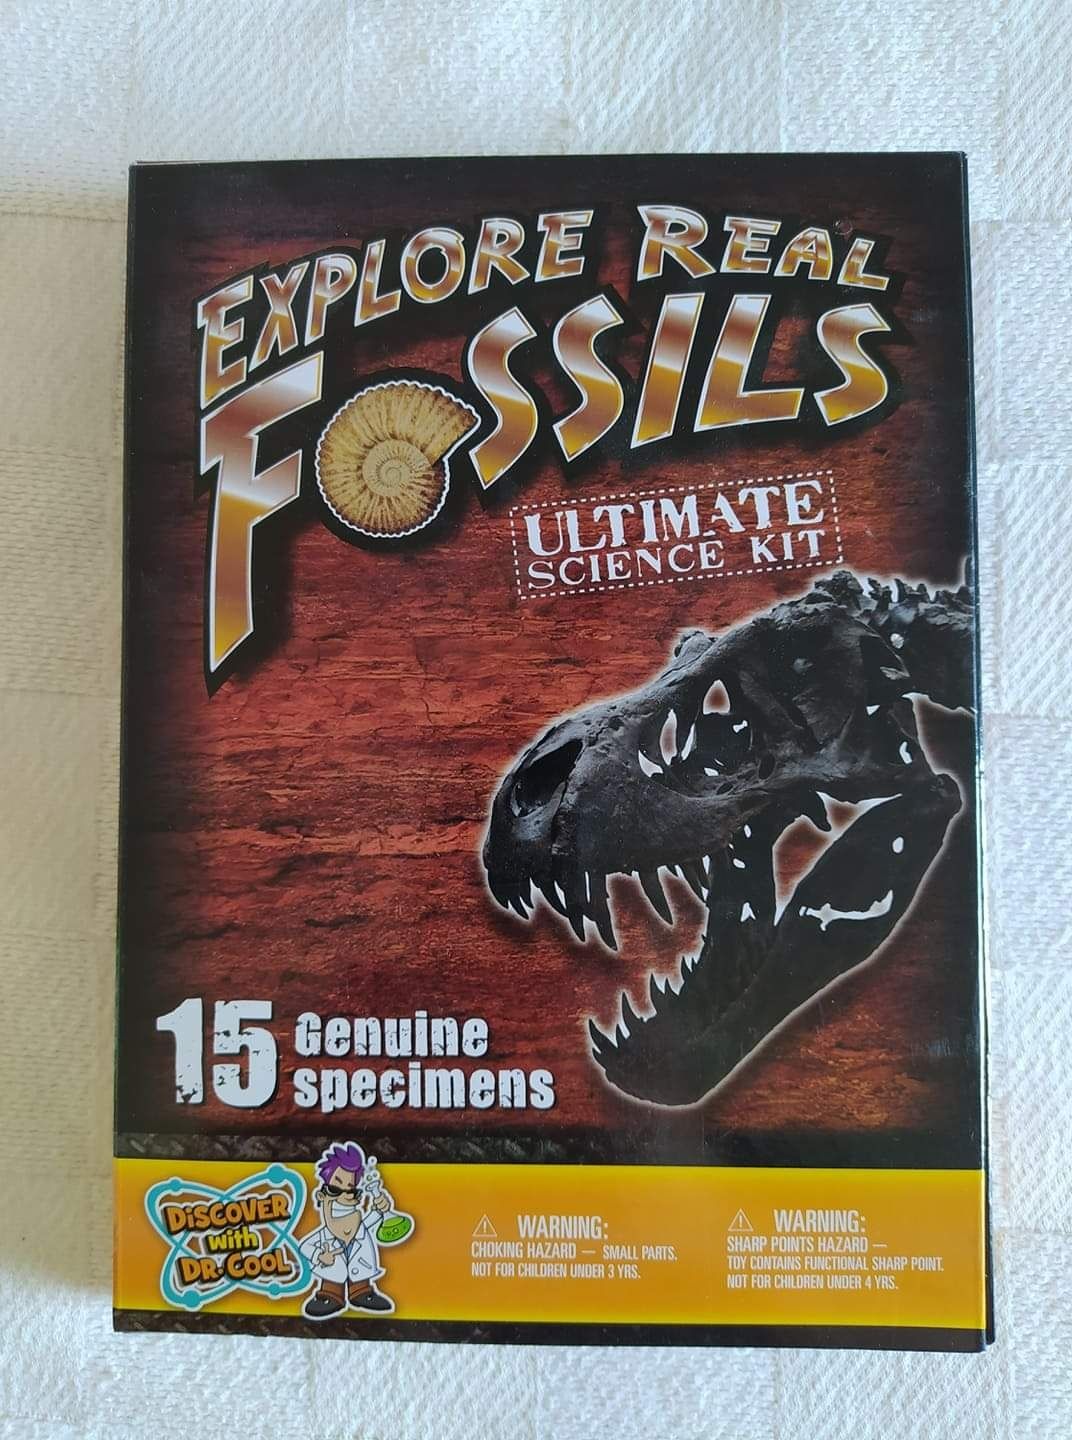 EXPLORE REAL
FOSSILS
ULTIMATE
SCIENCE KIT
15 Genuine
specimens
DiSCOVER
with
DR. COOL
WARNING:
CHOKING HAZARD — SMALL PARTS.
NOT FOR CHILDREN UNDER 3 YRS.
WARNING:
SHARP POINTS HAZARD —
TOY CONTAINS FUNCTIONAL SHARP POINT.
NOT FOR CHILDREN UNDER 4 YRS.